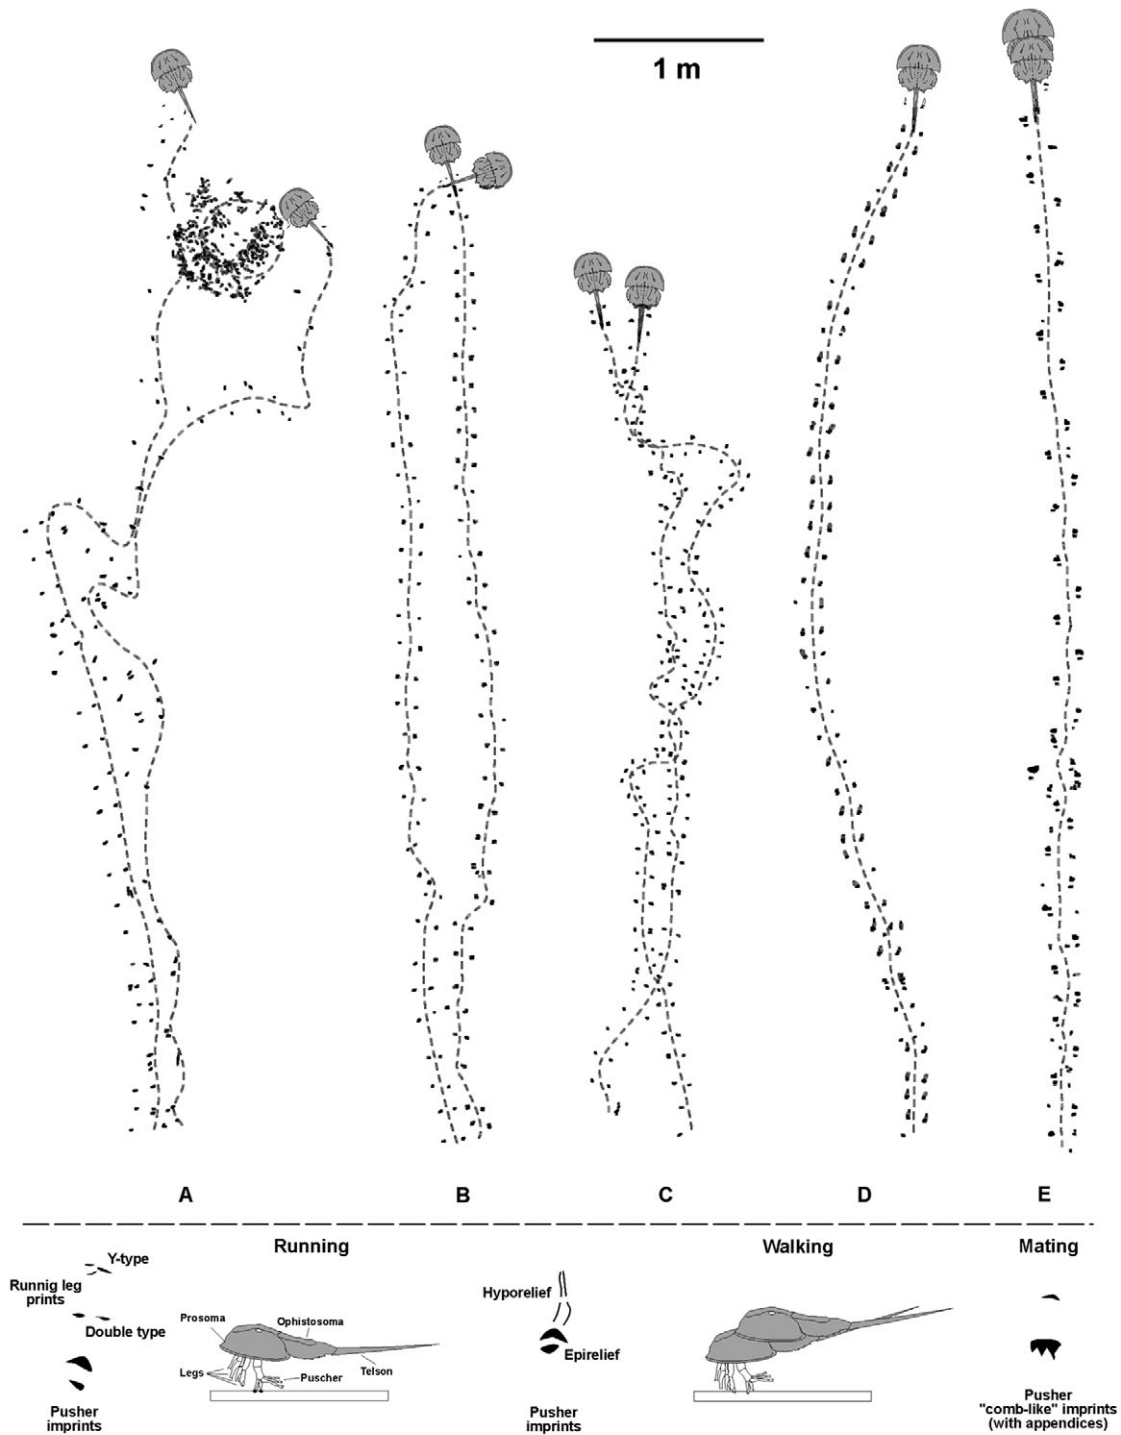 1 m
A
B
C
D
E
Running
Walking
Mating
Y-type
Runnig leg
prints
Double type
Pusher
imprints
Prosoma
Ophistosoma
Legs
Puscher
Telson
Hyporelief
Epirelief
Pusher
imprints
Pusher
"comb-like" imprints
(with appendices)